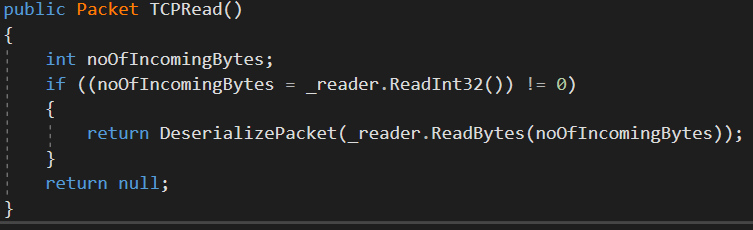 public Packet TCPRead()
{
int noOfIncomingBytes;
if ((noOfIncomingBytes = _reader.ReadInt32()) != 0)
{
return DeserializePacket(_reader.ReadBytes(noOfIncomingBytes));
}
return null;
}